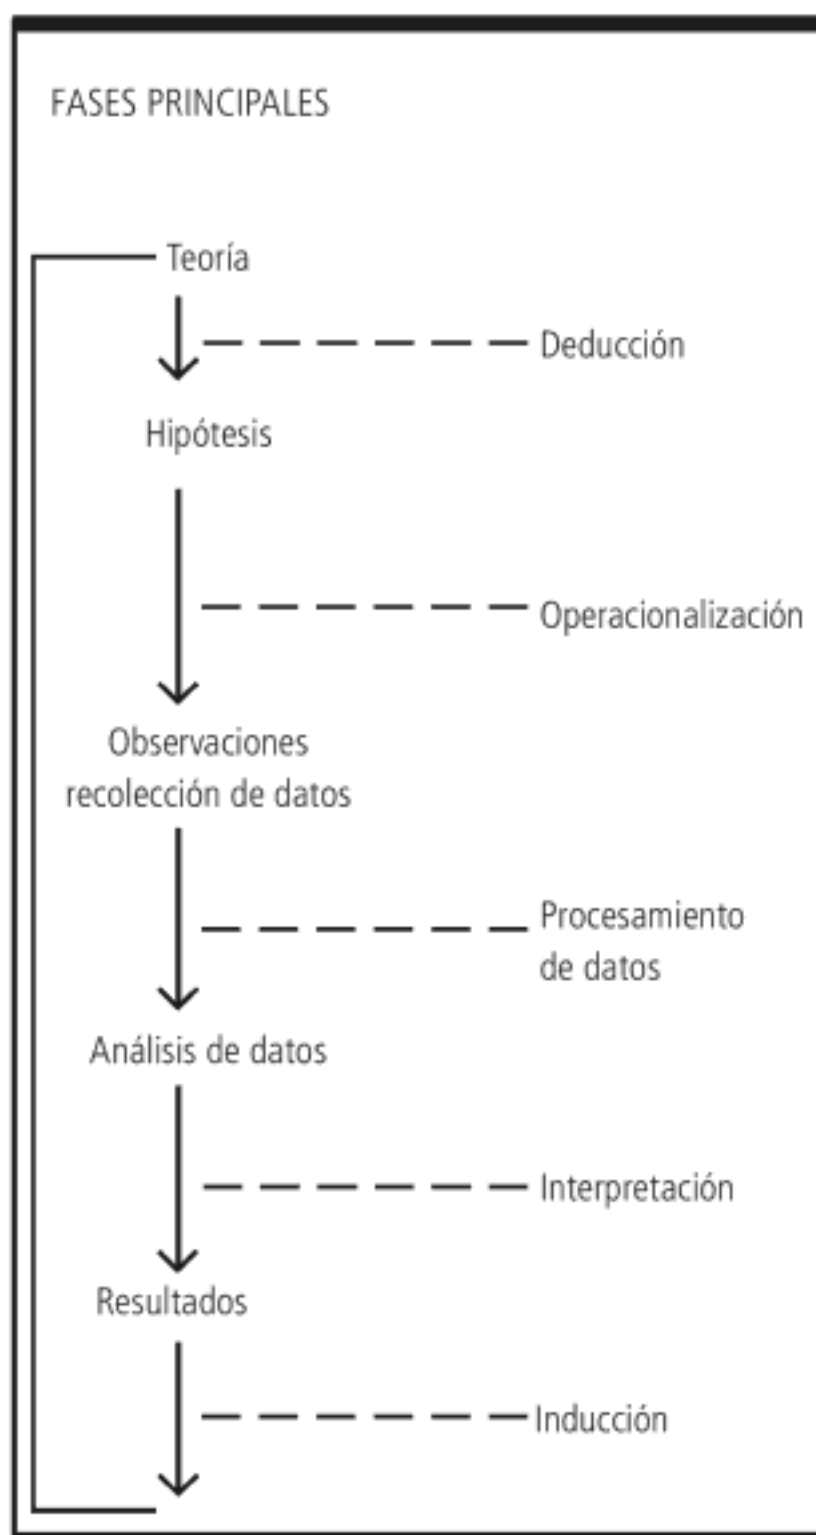 FASES PRINCIPALES
Teoría
Deducción
Hipótesis
Operacionalización
Observaciones
recolección de datos
Procesamiento
de datos
Análisis de datos
Interpretación
Resultados
Inducción